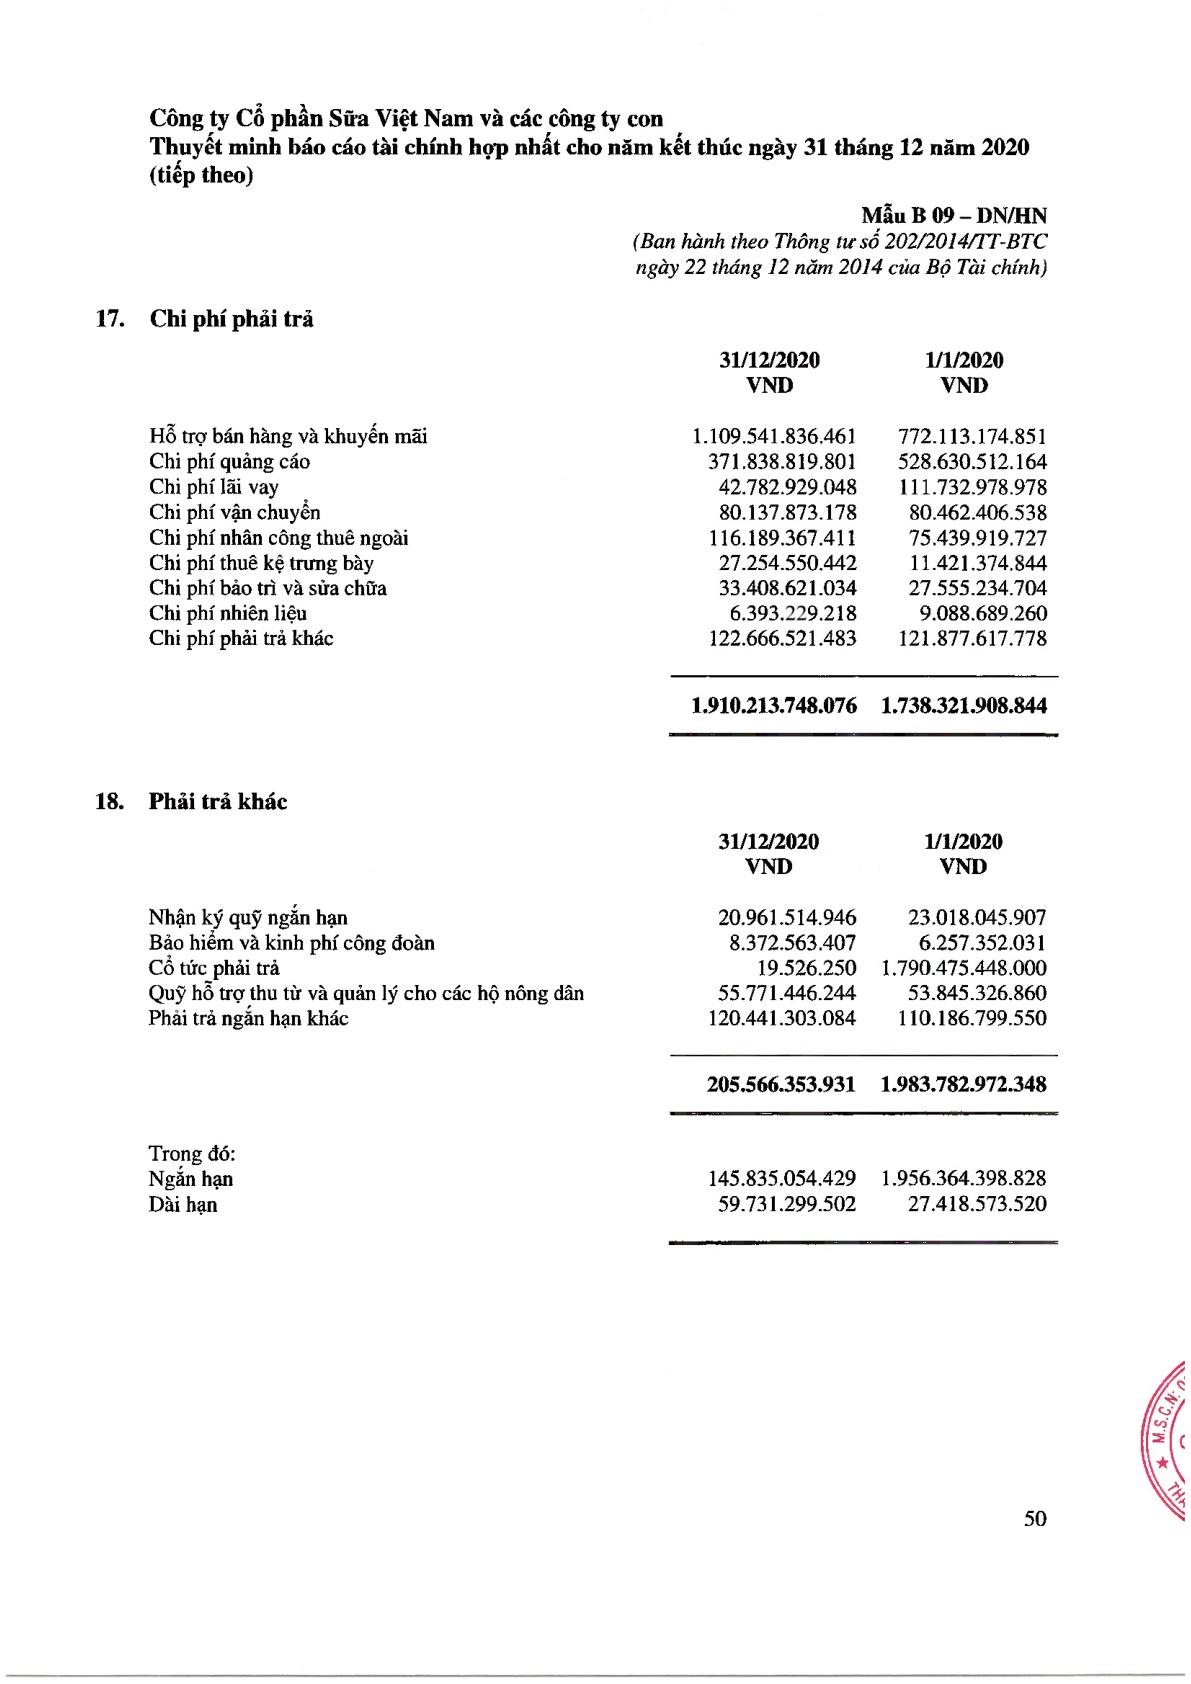 Công ty Cổ phần Sữa Việt Nam và các công ty con
Thuyết minh báo cáo tài chính hợp nhất cho năm kết thúc ngày 31 tháng 12 năm 2020
(tiếp theo)
Mẫu B 09 – DN/HN
(Ban hành theo Thông tư số 202/2014/TT-BTC
ngày 22 tháng 12 năm 2014 của Bộ Tài chính)
17. Chi phí phải trả
31/12/2020 1/1/2020
VND VND
Hỗ trợ bán hàng và khuyến mãi 1.109.541.836.461 772.113.174.851
Chi phí quảng cáo 371.838.819.801 528.630.512.164
Chi phí lãi vay 42.782.929.048 111.732.978.978
Chi phí vận chuyển 80.137.873.178 80.462.406.538
Chi phí nhân công thuê ngoài 116.189.367.411 75.439.919.727
Chi phí thuê kệ trưng bày 27.254.550.442 11.421.374.844
Chi phí bảo trì và sửa chữa 33.408.621.034 27.555.234.704
Chi phí nhiên liệu 6.393.229.218 9.088.689.260
Chi phí phải trả khác 122.666.521.483 121.877.617.778
1.910.213.748.076 1.738.321.908.844
18. Phải trả khác
31/12/2020 1/1/2020
VND VND
Nhận ký quỹ ngắn hạn 20.961.514.946 23.018.045.907
Bảo hiểm và kinh phí công đoàn 8.372.563.407 6.257.352.031
Cổ tức phải trả 19.526.250 1.790.475.448.000
Quỹ hỗ trợ thu từ và quản lý cho các hộ nông dân 55.771.446.244 53.845.326.860
Phải trả ngắn hạn khác 120.441.303.084 110.186.799.550
205.566.353.931 1.983.782.972.348
Trong đó:
Ngắn hạn 145.835.054.429 1.956.364.398.828
Dài hạn 59.731.299.502 27.418.573.520
M.S.C.N:
50